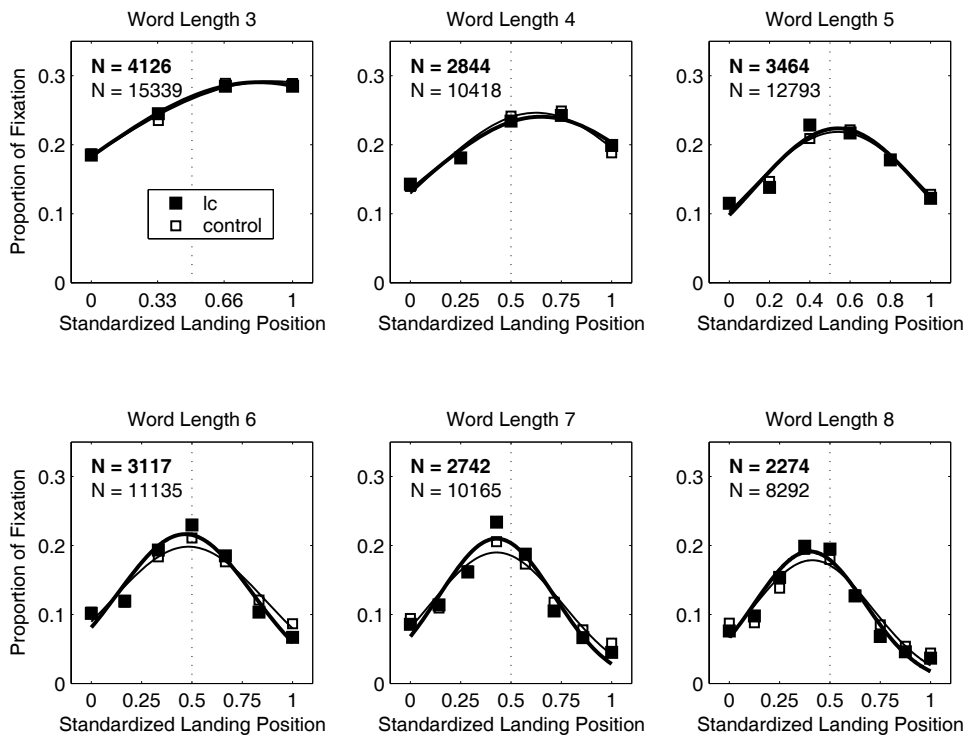 Word Length 3
N = 4126
N = 15339
0.3
0.2
0.1
0
Proportion of Fixation
lc
control
0 0.33 0.66 1
Standardized Landing Position
Word Length 4
N = 2844
N = 10418
0.3
0.2
0.1
0
0 0.25 0.5 0.75 1
Standardized Landing Position
Word Length 5
N = 3464
N = 12793
0.3
0.2
0.1
0
0 0.2 0.4 0.6 0.8 1
Standardized Landing Position
Word Length 6
N = 3117
N = 11135
0.3
0.2
0.1
0
Proportion of Fixation
0 0.25 0.5 0.75 1
Standardized Landing Position
Word Length 7
N = 2742
N = 10165
0.3
0.2
0.1
0
0 0.25 0.5 0.75 1
Standardized Landing Position
Word Length 8
N = 2274
N = 8292
0.3
0.2
0.1
0
0 0.25 0.5 0.75 1
Standardized Landing Position